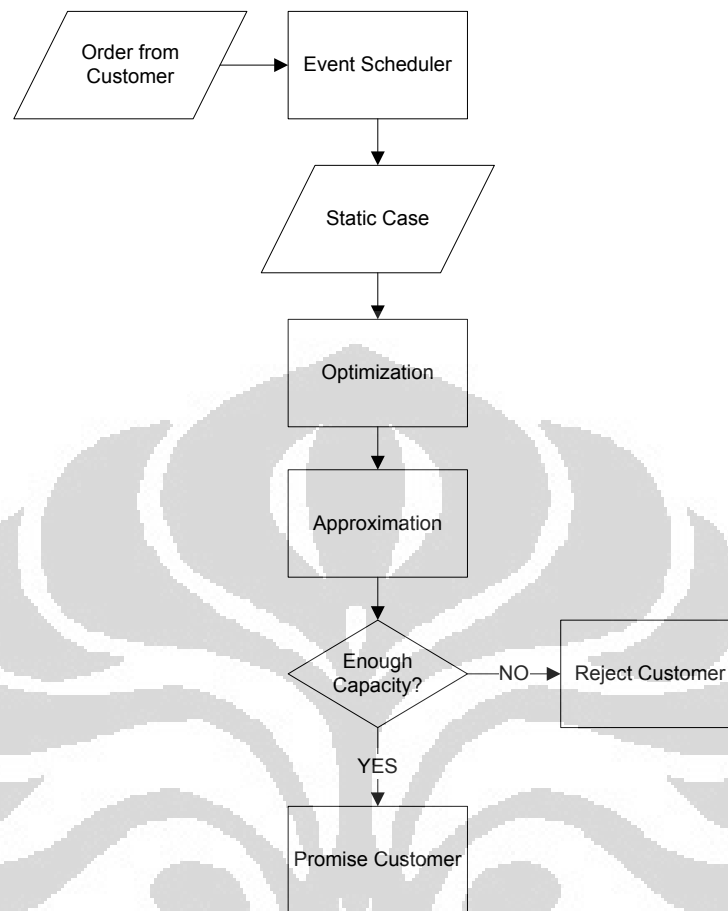 Order from
Customer
Event Scheduler
Static Case
Optimization
Approximation
Enough
Capacity?
NO
Reject Customer
YES
Promise Customer